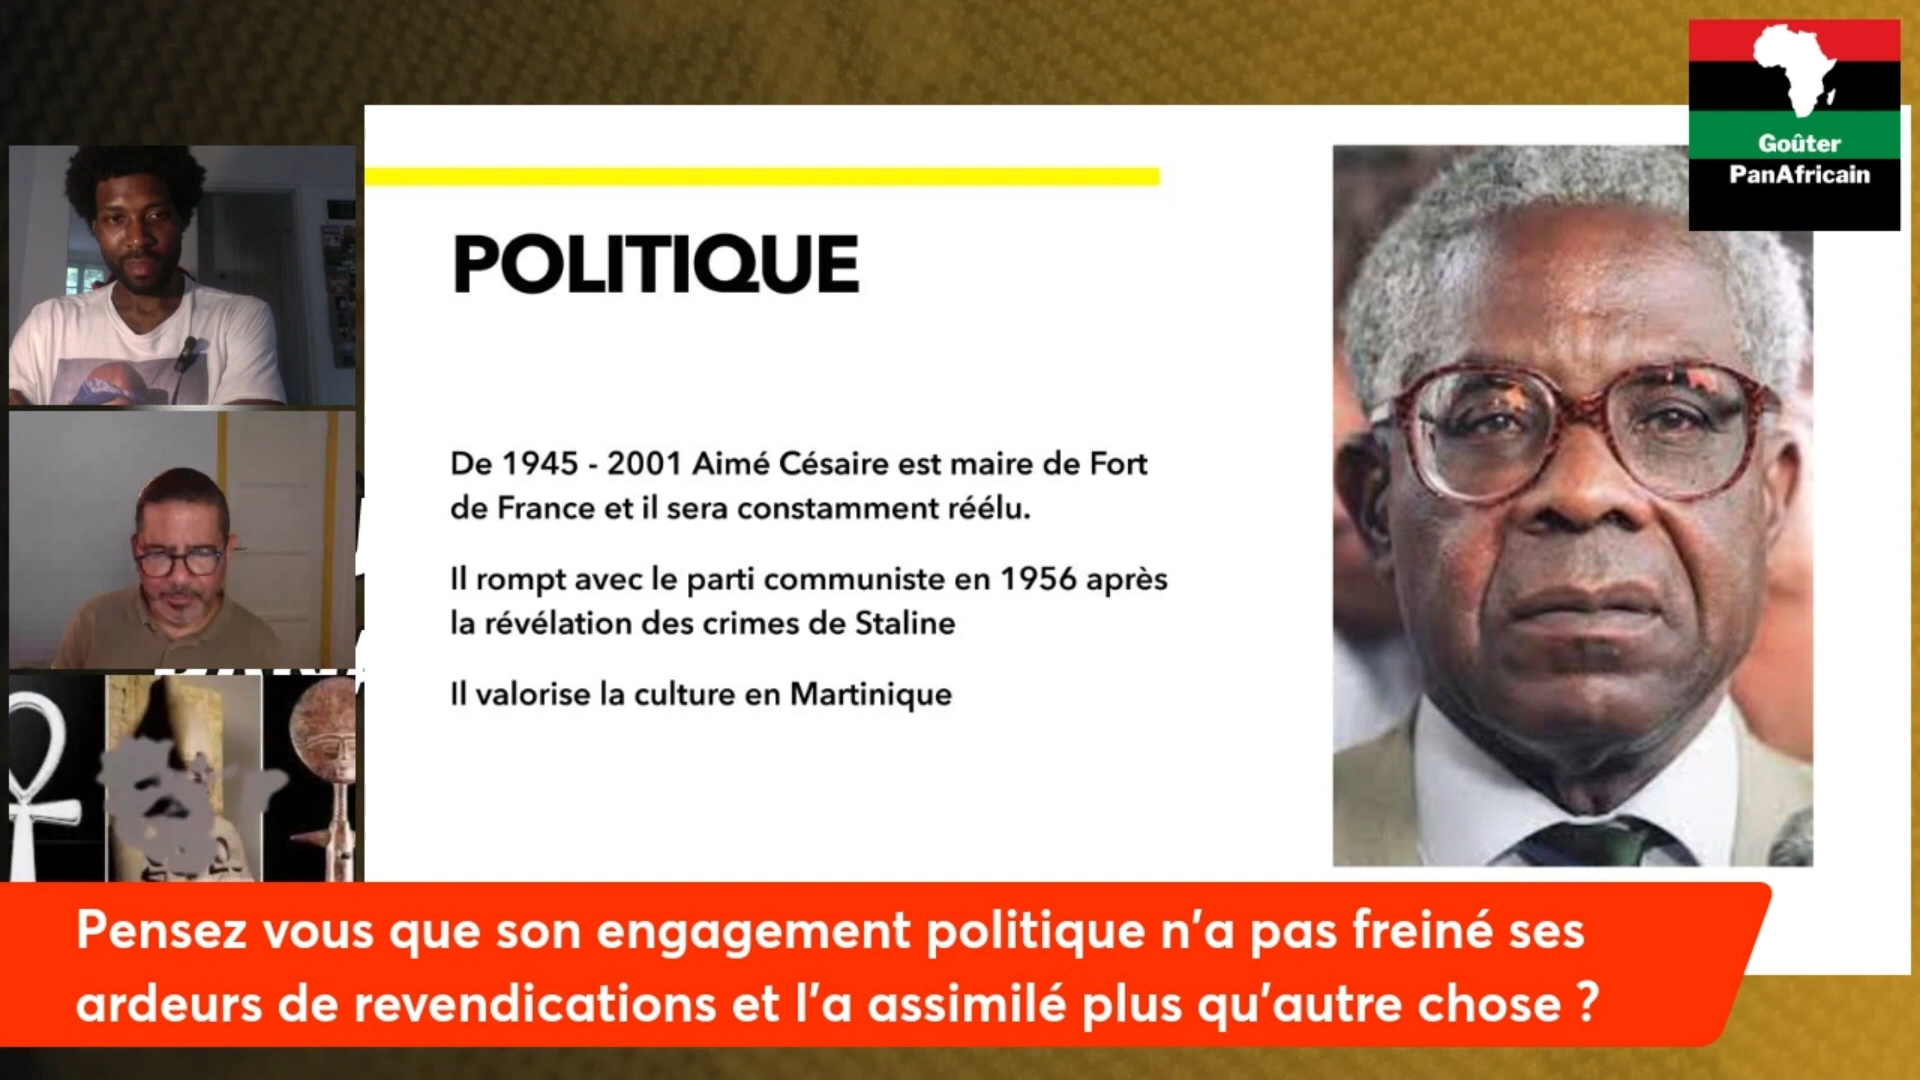 Goûter
PanAfricain
POLITIQUE
De 1945 - 2001 Aimé Césaire est maire de Fort
de France et il sera constamment réélu.
Il rompt avec le parti communiste en 1956 après
la révélation des crimes de Staline
Il valorise la culture en Martinique
Pensez vous que son engagement politique n'a pas freiné ses
ardeurs de revendications et l'a assimilé plus qu'autre chose ?